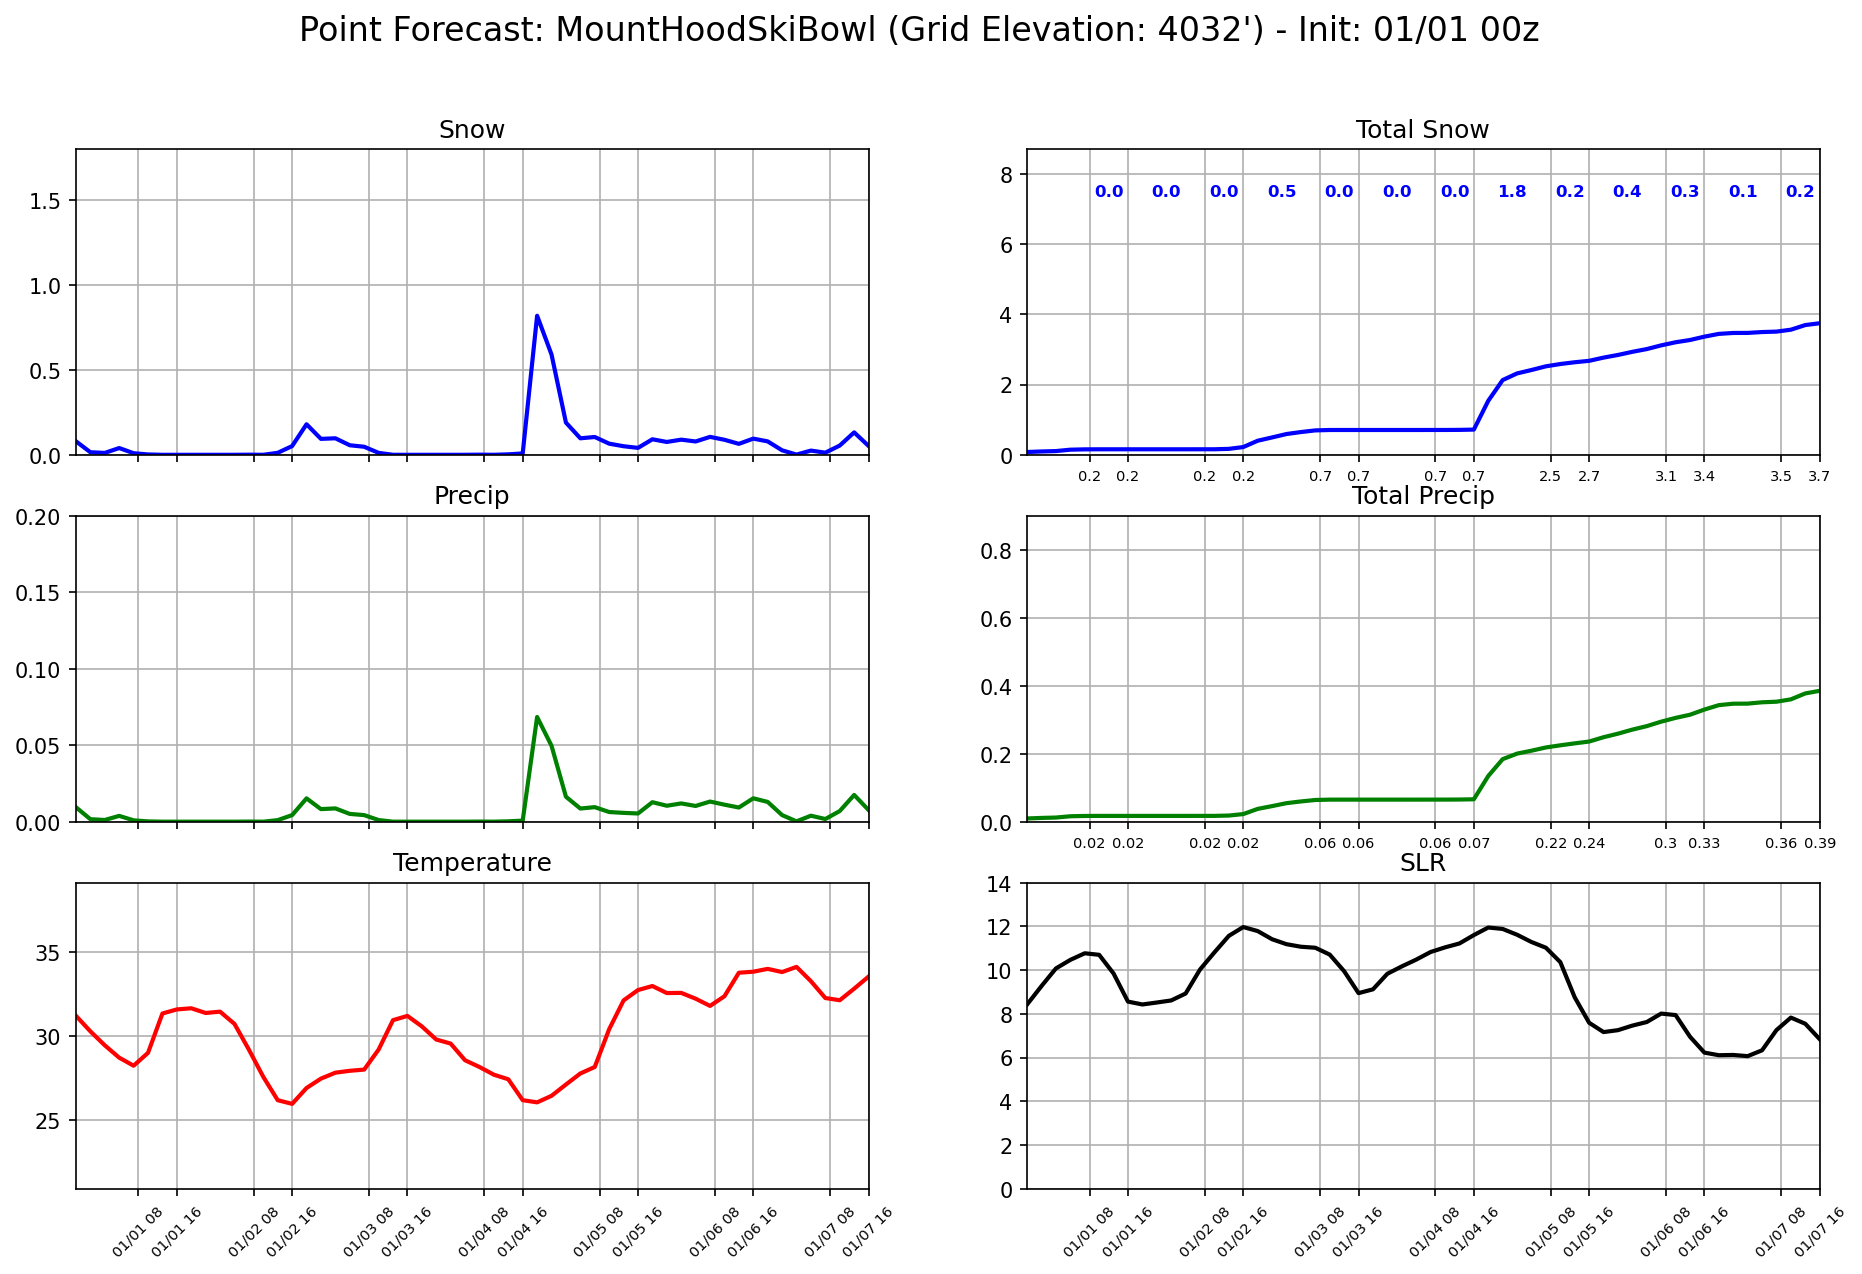 Point Forecast: MountHoodSkiBowl (Grid Elevation: 4032') - Init: 01/01 00z
Snow
1.5
1.0
0.5
0.0
Total Snow
8
6
4
2
0
0.0 0.0 0.0 0.5 0.0 0.0 0.0 1.8 0.2 0.4 0.3 0.1 0.2
0.2 0.2 0.2 0.2 0.7 0.7 0.7 0.7 2.5 2.7 3.1 3.4 3.5 3.7
Precip
0.20
0.15
0.10
0.05
0.00
Total Precip
0.8
0.6
0.4
0.2
0.0
0.02 0.02 0.02 0.02 0.06 0.06 0.06 0.07 0.22 0.24 0.3 0.33 0.36 0.39
Temperature
35
30
25
01/01 08 01/01 16 01/02 08 01/02 16 01/03 08 01/03 16 01/04 08 01/04 16 01/05 08 01/05 16 01/06 08 01/06 16 01/07 08 01/07 16
SLR
14
12
10
8
6
4
2
0
01/01 08 01/01 16 01/02 08 01/02 16 01/03 08 01/03 16 01/04 08 01/04 16 01/05 08 01/05 16 01/06 08 01/06 16 01/07 08 01/07 16